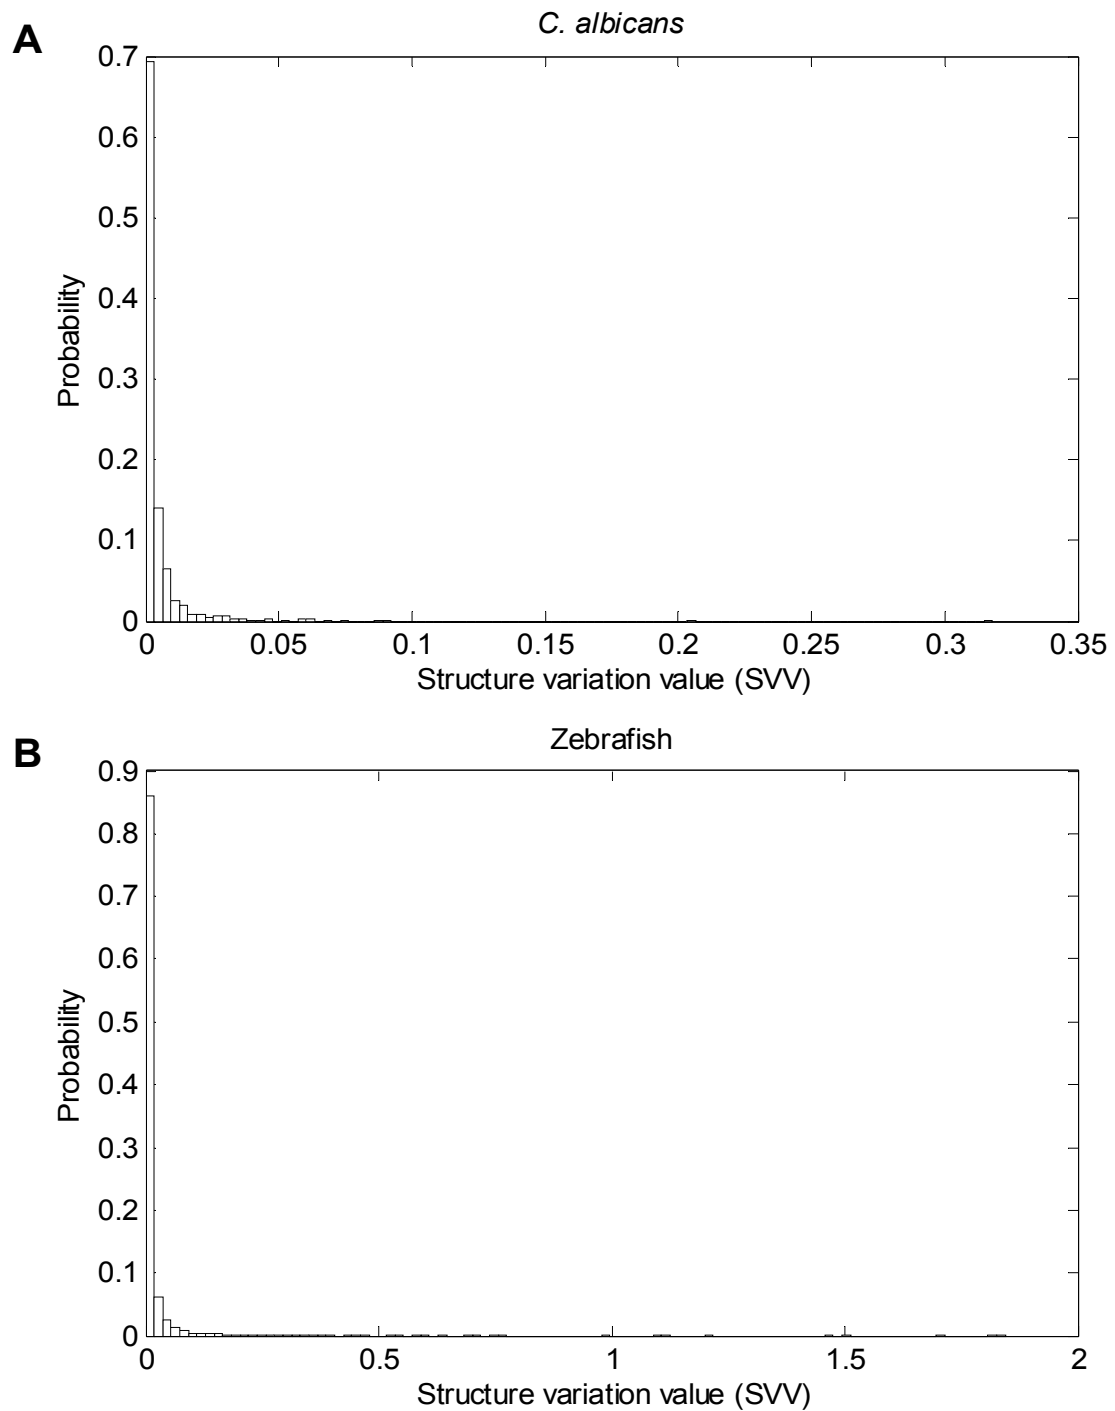 A
C. albicans
0.7
0.6
0.5
0.4
0.3
0.2
0.1
0
Probability
0 0.05 0.1 0.15 0.2 0.25 0.3 0.35
Structure variation value (SVV)
B
Zebrafish
0.9
0.8
0.7
0.6
0.5
0.4
0.3
0.2
0.1
0
Probability
0 0.5 1 1.5 2
Structure variation value (SVV)